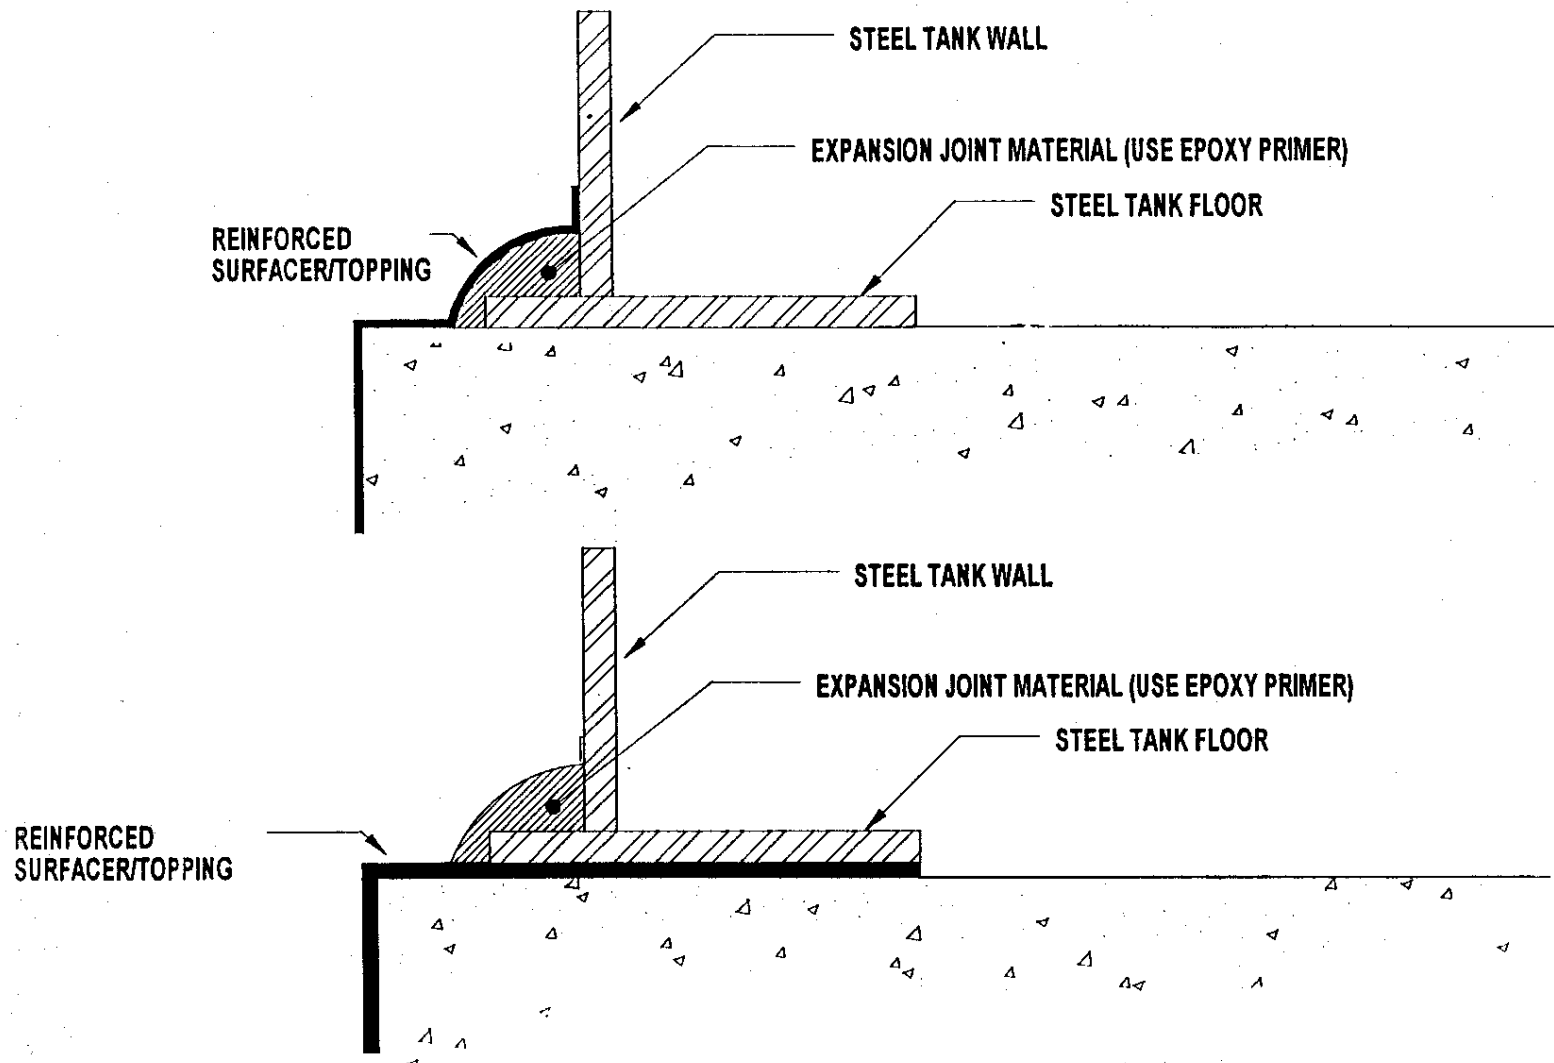 STEEL TANK WALL
EXPANSION JOINT MATERIAL (USE EPOXY PRIMER)
STEEL TANK FLOOR
REINFORCED
SURFACER/TOPPING
STEEL TANK WALL
EXPANSION JOINT MATERIAL (USE EPOXY PRIMER)
STEEL TANK FLOOR
REINFORCED
SURFACER/TOPPING